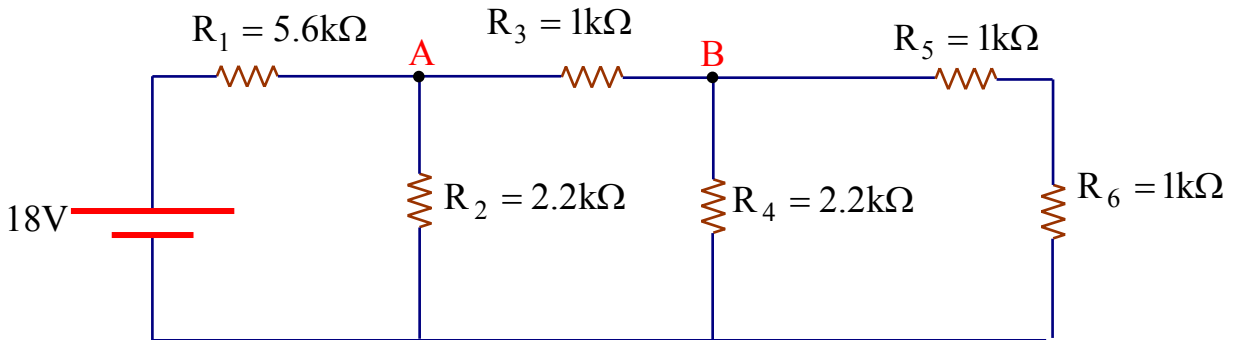 R₁ = 5.6kΩ
A
R₃ = 1kΩ
B
R₅ = 1kΩ
18V
R₂ = 2.2kΩ
R₄ = 2.2kΩ
R₆ = 1kΩ